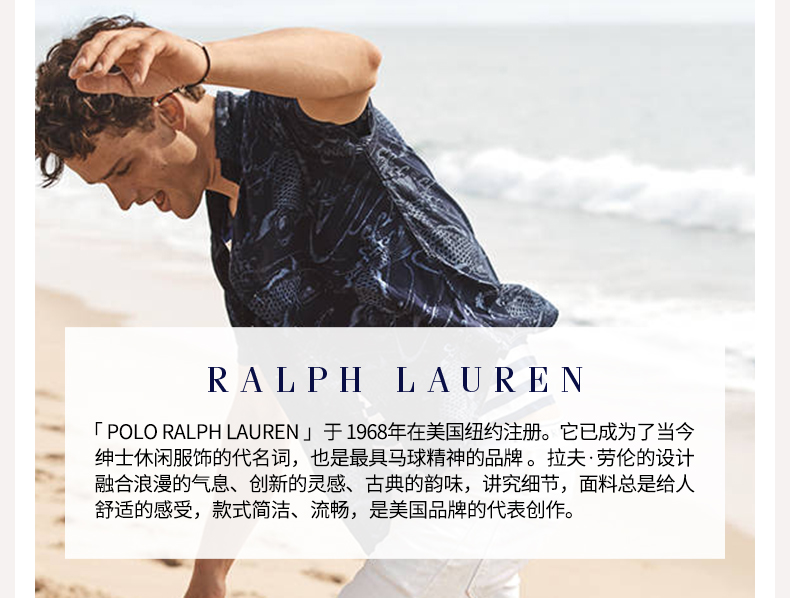 RALPH LAUREN
「 POLO RALPH LAUREN 」于 1968年在美国纽约注册。它已成为了当今
绅士休闲服饰的代名词，也是最具马球精神的品牌 。拉夫·劳伦的设计
融合浪漫的气息、创新的灵感、古典的韵味，讲究细节，面料总是给人
舒适的感受，款式简洁、流畅，是美国品牌的代表创作。